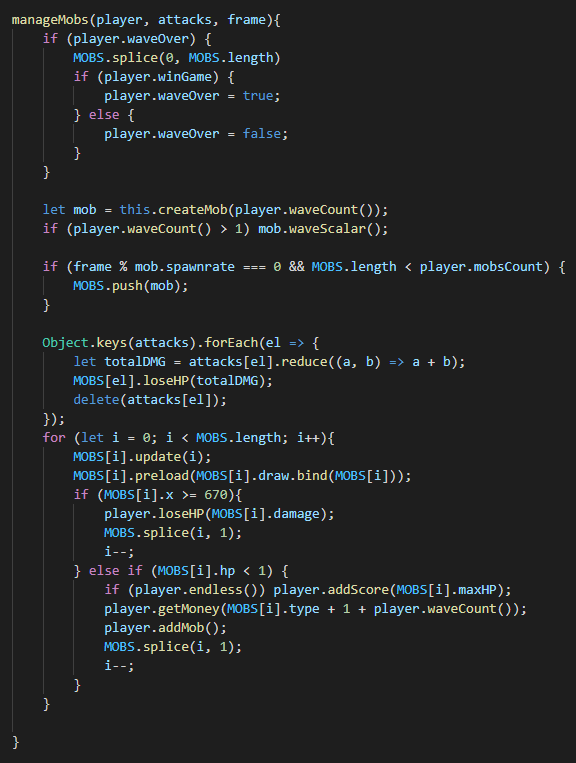 manageMobs(player, attacks, frame){
    if (player.waveOver) {
        MOBS.splice(0, MOBS.length)
        if (player.winGame) {
            player.waveOver = true;
        } else {
            player.waveOver = false;
        }
    }

    let mob = this.createMob(player.waveCount());
    if (player.waveCount() > 1) mob.waveScalar();

    if (frame % mob.spawnrate === 0 && MOBS.length < player.mobsCount) {
        MOBS.push(mob);
    }

    Object.keys(attacks).forEach(el => {
        let totalDMG = attacks[el].reduce((a, b) => a + b);
        MOBS[el].loseHP(totalDMG);
        delete(attacks[el]);
    });
    for (let i = 0; i < MOBS.length; i++){
        MOBS[i].update(i);
        MOBS[i].preload(MOBS[i].draw.bind(MOBS[i]));
        if (MOBS[i].x >= 670){
            player.loseHP(MOBS[i].damage);
            MOBS.splice(i, 1);
            i--;
        } else if (MOBS[i].hp < 1) {
            if (player.endless()) player.addScore(MOBS[i].maxHP);
            player.getMoney(MOBS[i].type + 1 + player.waveCount());
            player.addMob();
            MOBS.splice(i, 1);
            i--;
        }
    }

}